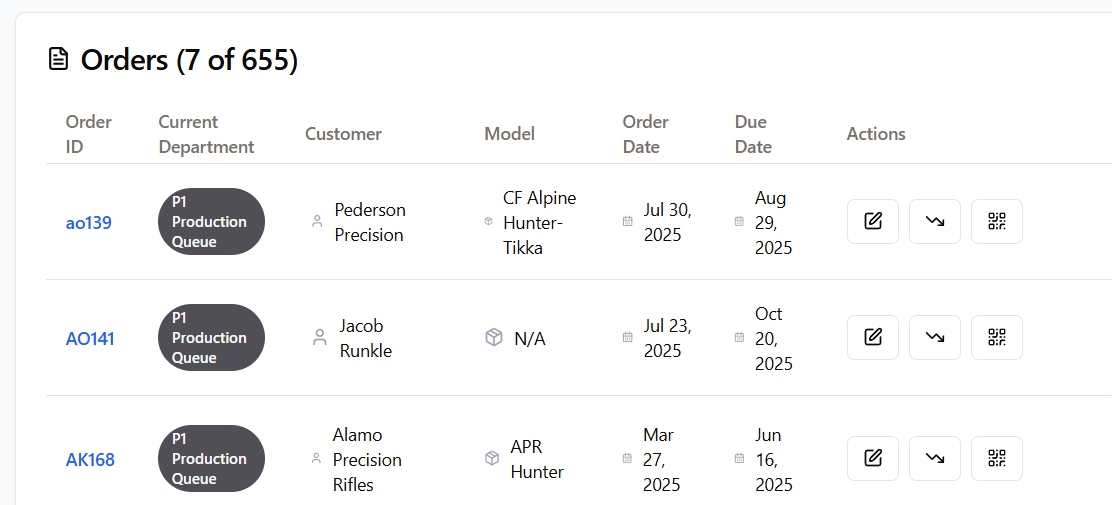 Orders (7 of 655)
Order ID
Current Department
Customer
Model
Order Date
Due Date
Actions
ao139
P1 Production Queue
Pederson Precision
CF Alpine Hunter-Tikka
Jul 30, 2025
Aug 29, 2025
AO141
P1 Production Queue
Jacob Runkle
N/A
Jul 23, 2025
Oct 20, 2025
AK168
P1 Production Queue
Alamo Precision Rifles
APR Hunter
Mar 27, 2025
Jun 16, 2025